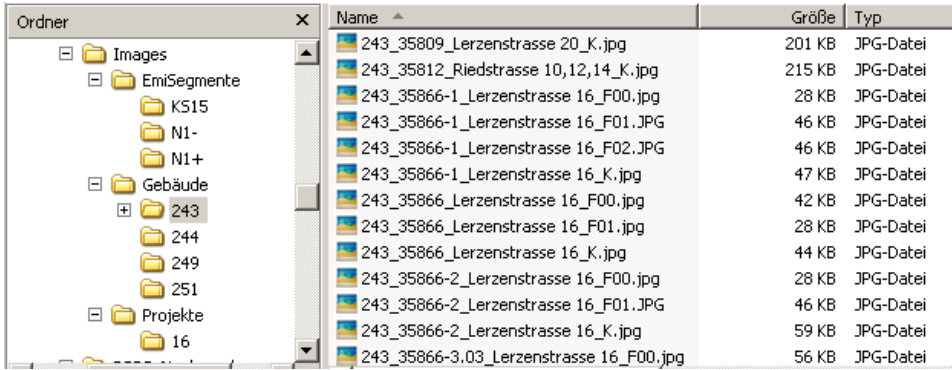 Ordner
Images
EmiSegmente
KS15
N1-
N1+
Gebäude
243
244
249
251
Projekte
16
Name Größe Typ
243_35809_Lerzenstrasse 20_K.jpg 201 KB JPG-Datei
243_35812_Riedstrasse 10,12,14_K.jpg 215 KB JPG-Datei
243_35866-1_Lerzenstrasse 16_F00.jpg 28 KB JPG-Datei
243_35866-1_Lerzenstrasse 16_F01.JPG 46 KB JPG-Datei
243_35866-1_Lerzenstrasse 16_F02.JPG 46 KB JPG-Datei
243_35866-1_Lerzenstrasse 16_K.jpg 47 KB JPG-Datei
243_35866_Lerzenstrasse 16_F00.jpg 42 KB JPG-Datei
243_35866_Lerzenstrasse 16_F01.jpg 28 KB JPG-Datei
243_35866_Lerzenstrasse 16_K.jpg 44 KB JPG-Datei
243_35866-2_Lerzenstrasse 16_F00.jpg 28 KB JPG-Datei
243_35866-2_Lerzenstrasse 16_F01.JPG 46 KB JPG-Datei
243_35866-2_Lerzenstrasse 16_K.jpg 59 KB JPG-Datei
243_35866-3.03_Lerzenstrasse 16_F00.jpg 56 KB JPG-Datei